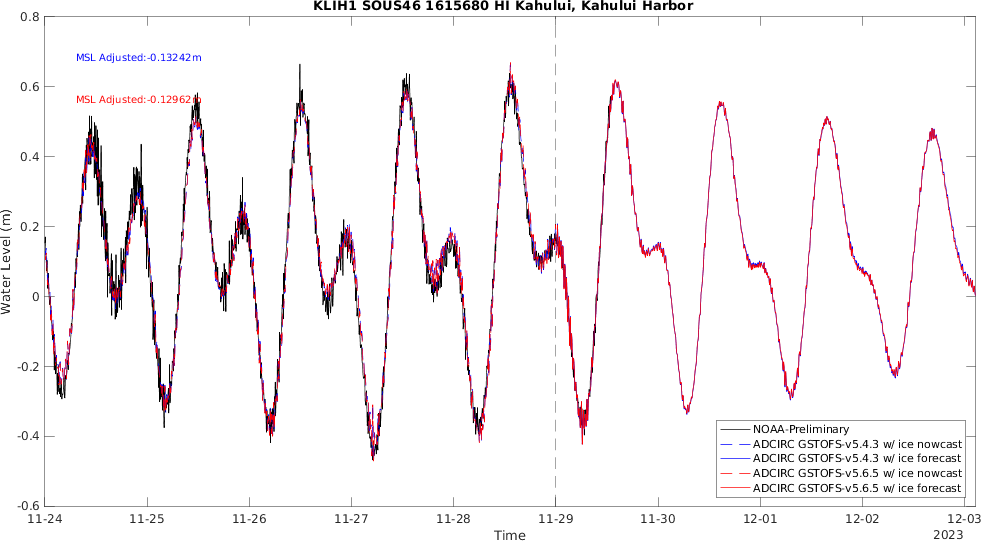 KLIH1 SOUS46 1615680 HI Kahului, Kahului Harbor
0.8
MSL Adjusted:-0.13242m
0.6
MSL Adjusted:-0.12962m
0.4
0.2
0
-0.2
-0.4
-0.6
Water Level (m)
NOAA-Preliminary
ADCIRC GSTOFS-v5.4.3 w/ ice nowcast
ADCIRC GSTOFS-v5.4.3 w/ ice forecast
ADCIRC GSTOFS-v5.6.5 w/ ice nowcast
ADCIRC GSTOFS-v5.6.5 w/ ice forecast
11-24 11-25 11-26 11-27 11-28 11-29 11-30 12-01 12-02 12-03
Time
2023